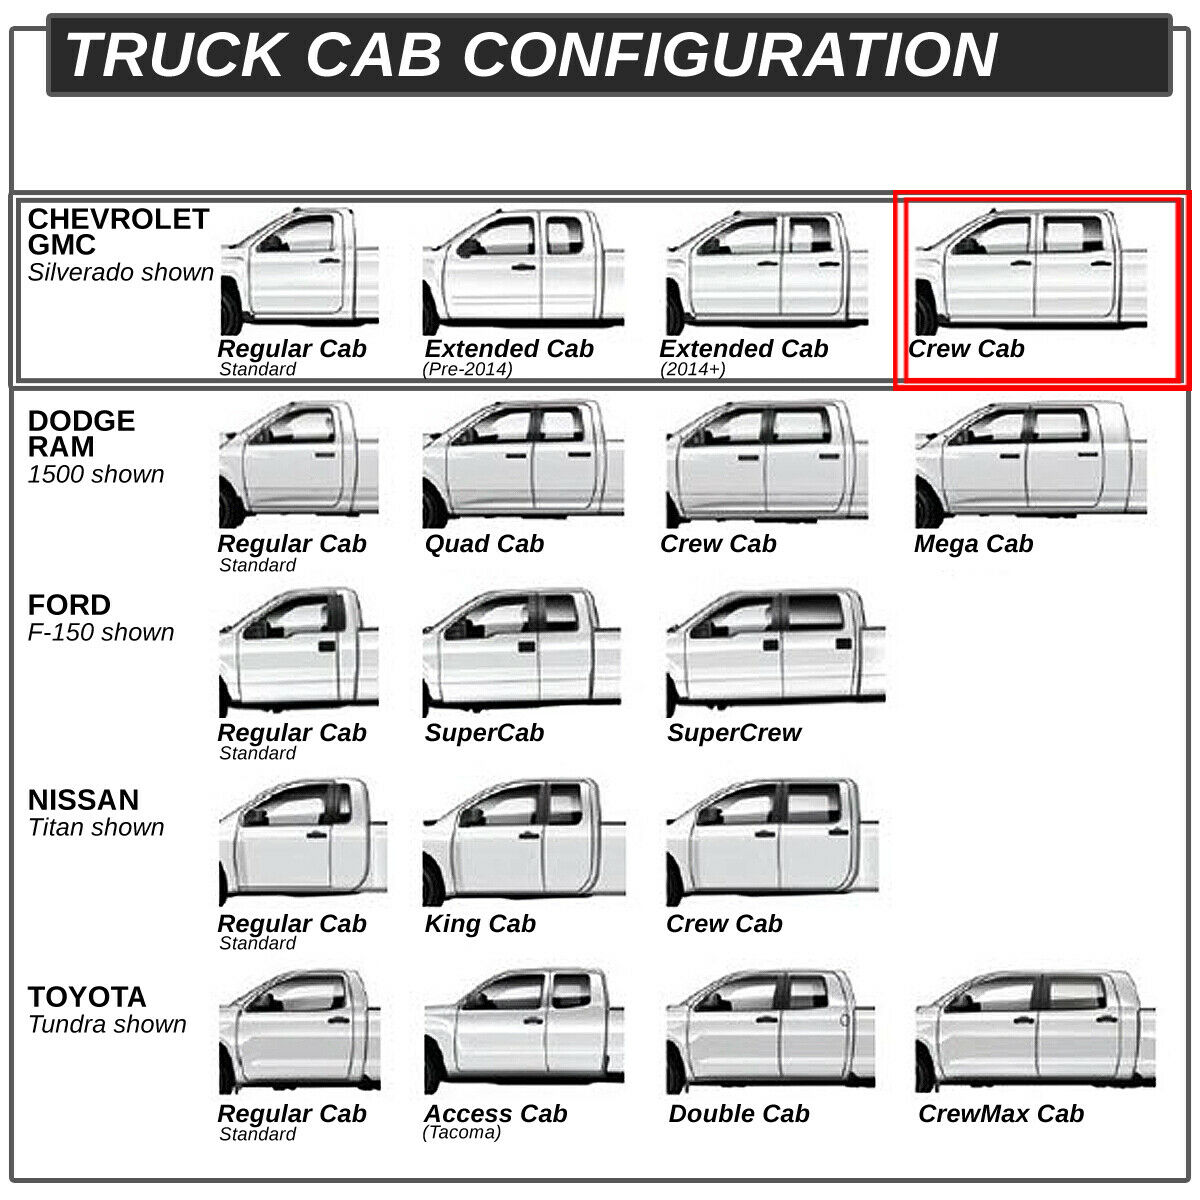 TRUCK CAB CONFIGURATION
CHEVROLET
GMC
Silverado shown
Regular Cab
Standard
Extended Cab
(Pre-2014)
Extended Cab
(2014+)
Crew Cab
DODGE
RAM
1500 shown
Regular Cab
Standard
Quad Cab
Crew Cab
Mega Cab
FORD
F-150 shown
Regular Cab
Standard
SuperCab
SuperCrew
NISSAN
Titan shown
Regular Cab
Standard
King Cab
Crew Cab
TOYOTA
Tundra shown
Regular Cab
Standard
Access Cab
(Tacoma)
Double Cab
CrewMax Cab